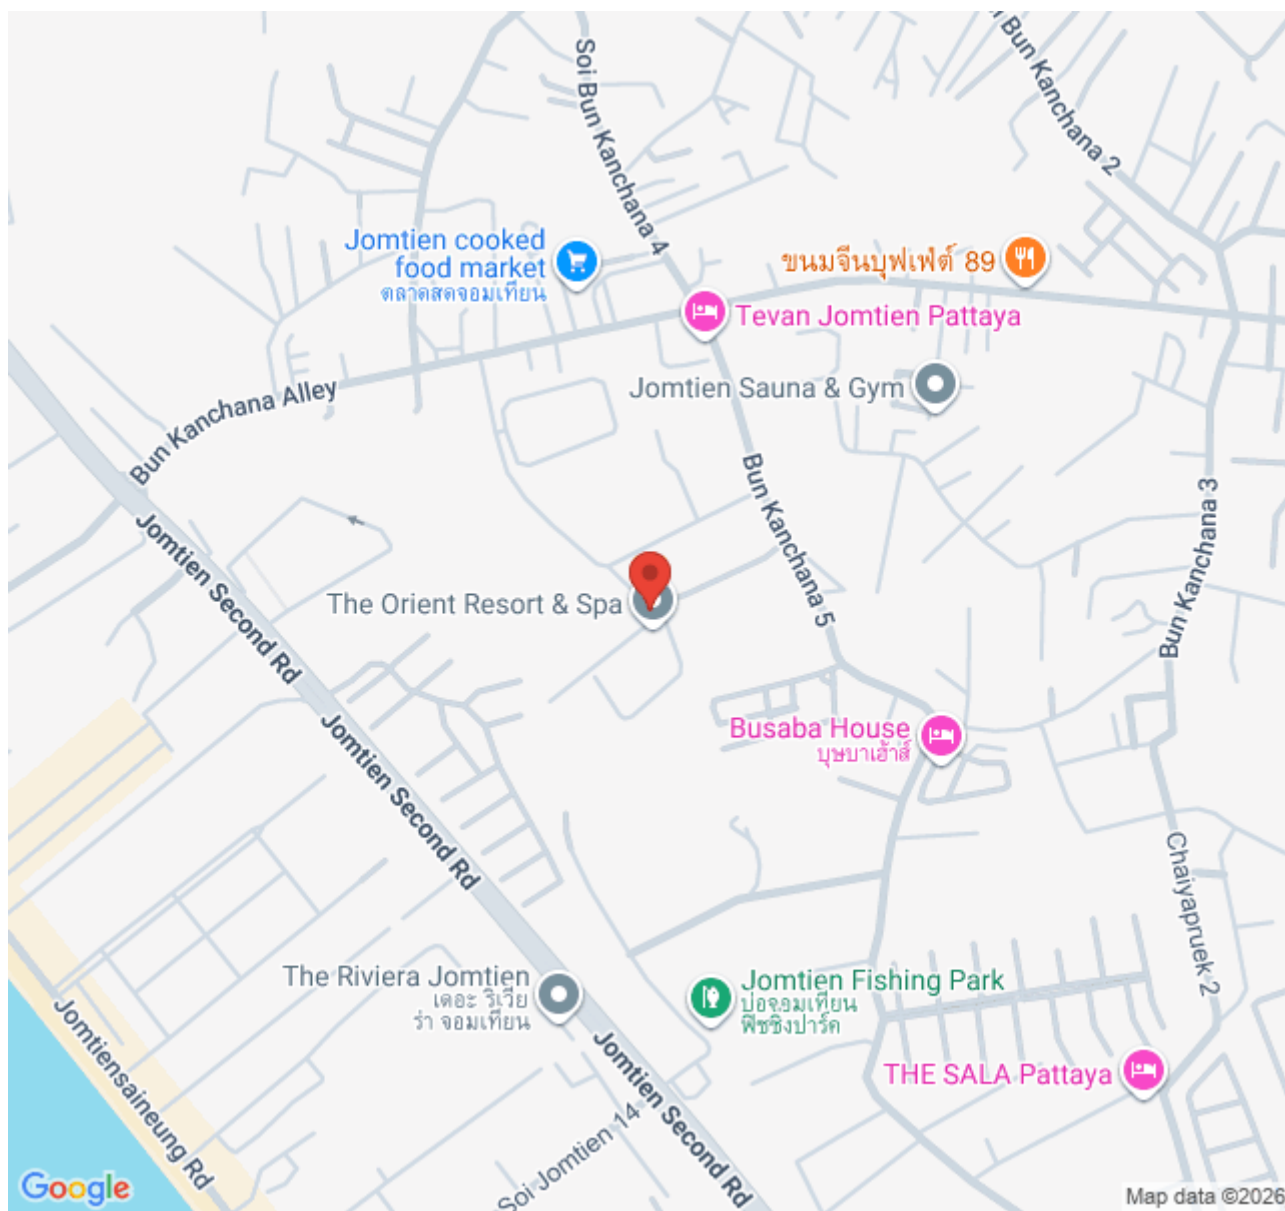 Soi Bun Kanchana 4
Bun Kanchana 2
Jomtien cooked
food market
ตลาดสดจอมเทียน
ขนมจีนบุฟเฟ่ต์ 89
Tevan Jomtien Pattaya
Jomtien Sauna & Gym
Bun Kanchana Alley
Bun Kanchana 5
Bun Kanchana 3
Jomtien Second Rd
The Orient Resort & Spa
Jomtien Second Rd
Busaba House
บุษบาเฮ้าส์
Chaiyapruek 2
The Riviera Jomtien
เดอะ ริเวีย
ร่า จอมเทียน
Jomtien Fishing Park
บ่อจอมเทียน
ฟิชชิ่งปาร์ค
Jomtiensaineung Rd
Jomtien Second Rd
THE SALA Pattaya
Soi Jomtien 14
Google
Map data ©2026